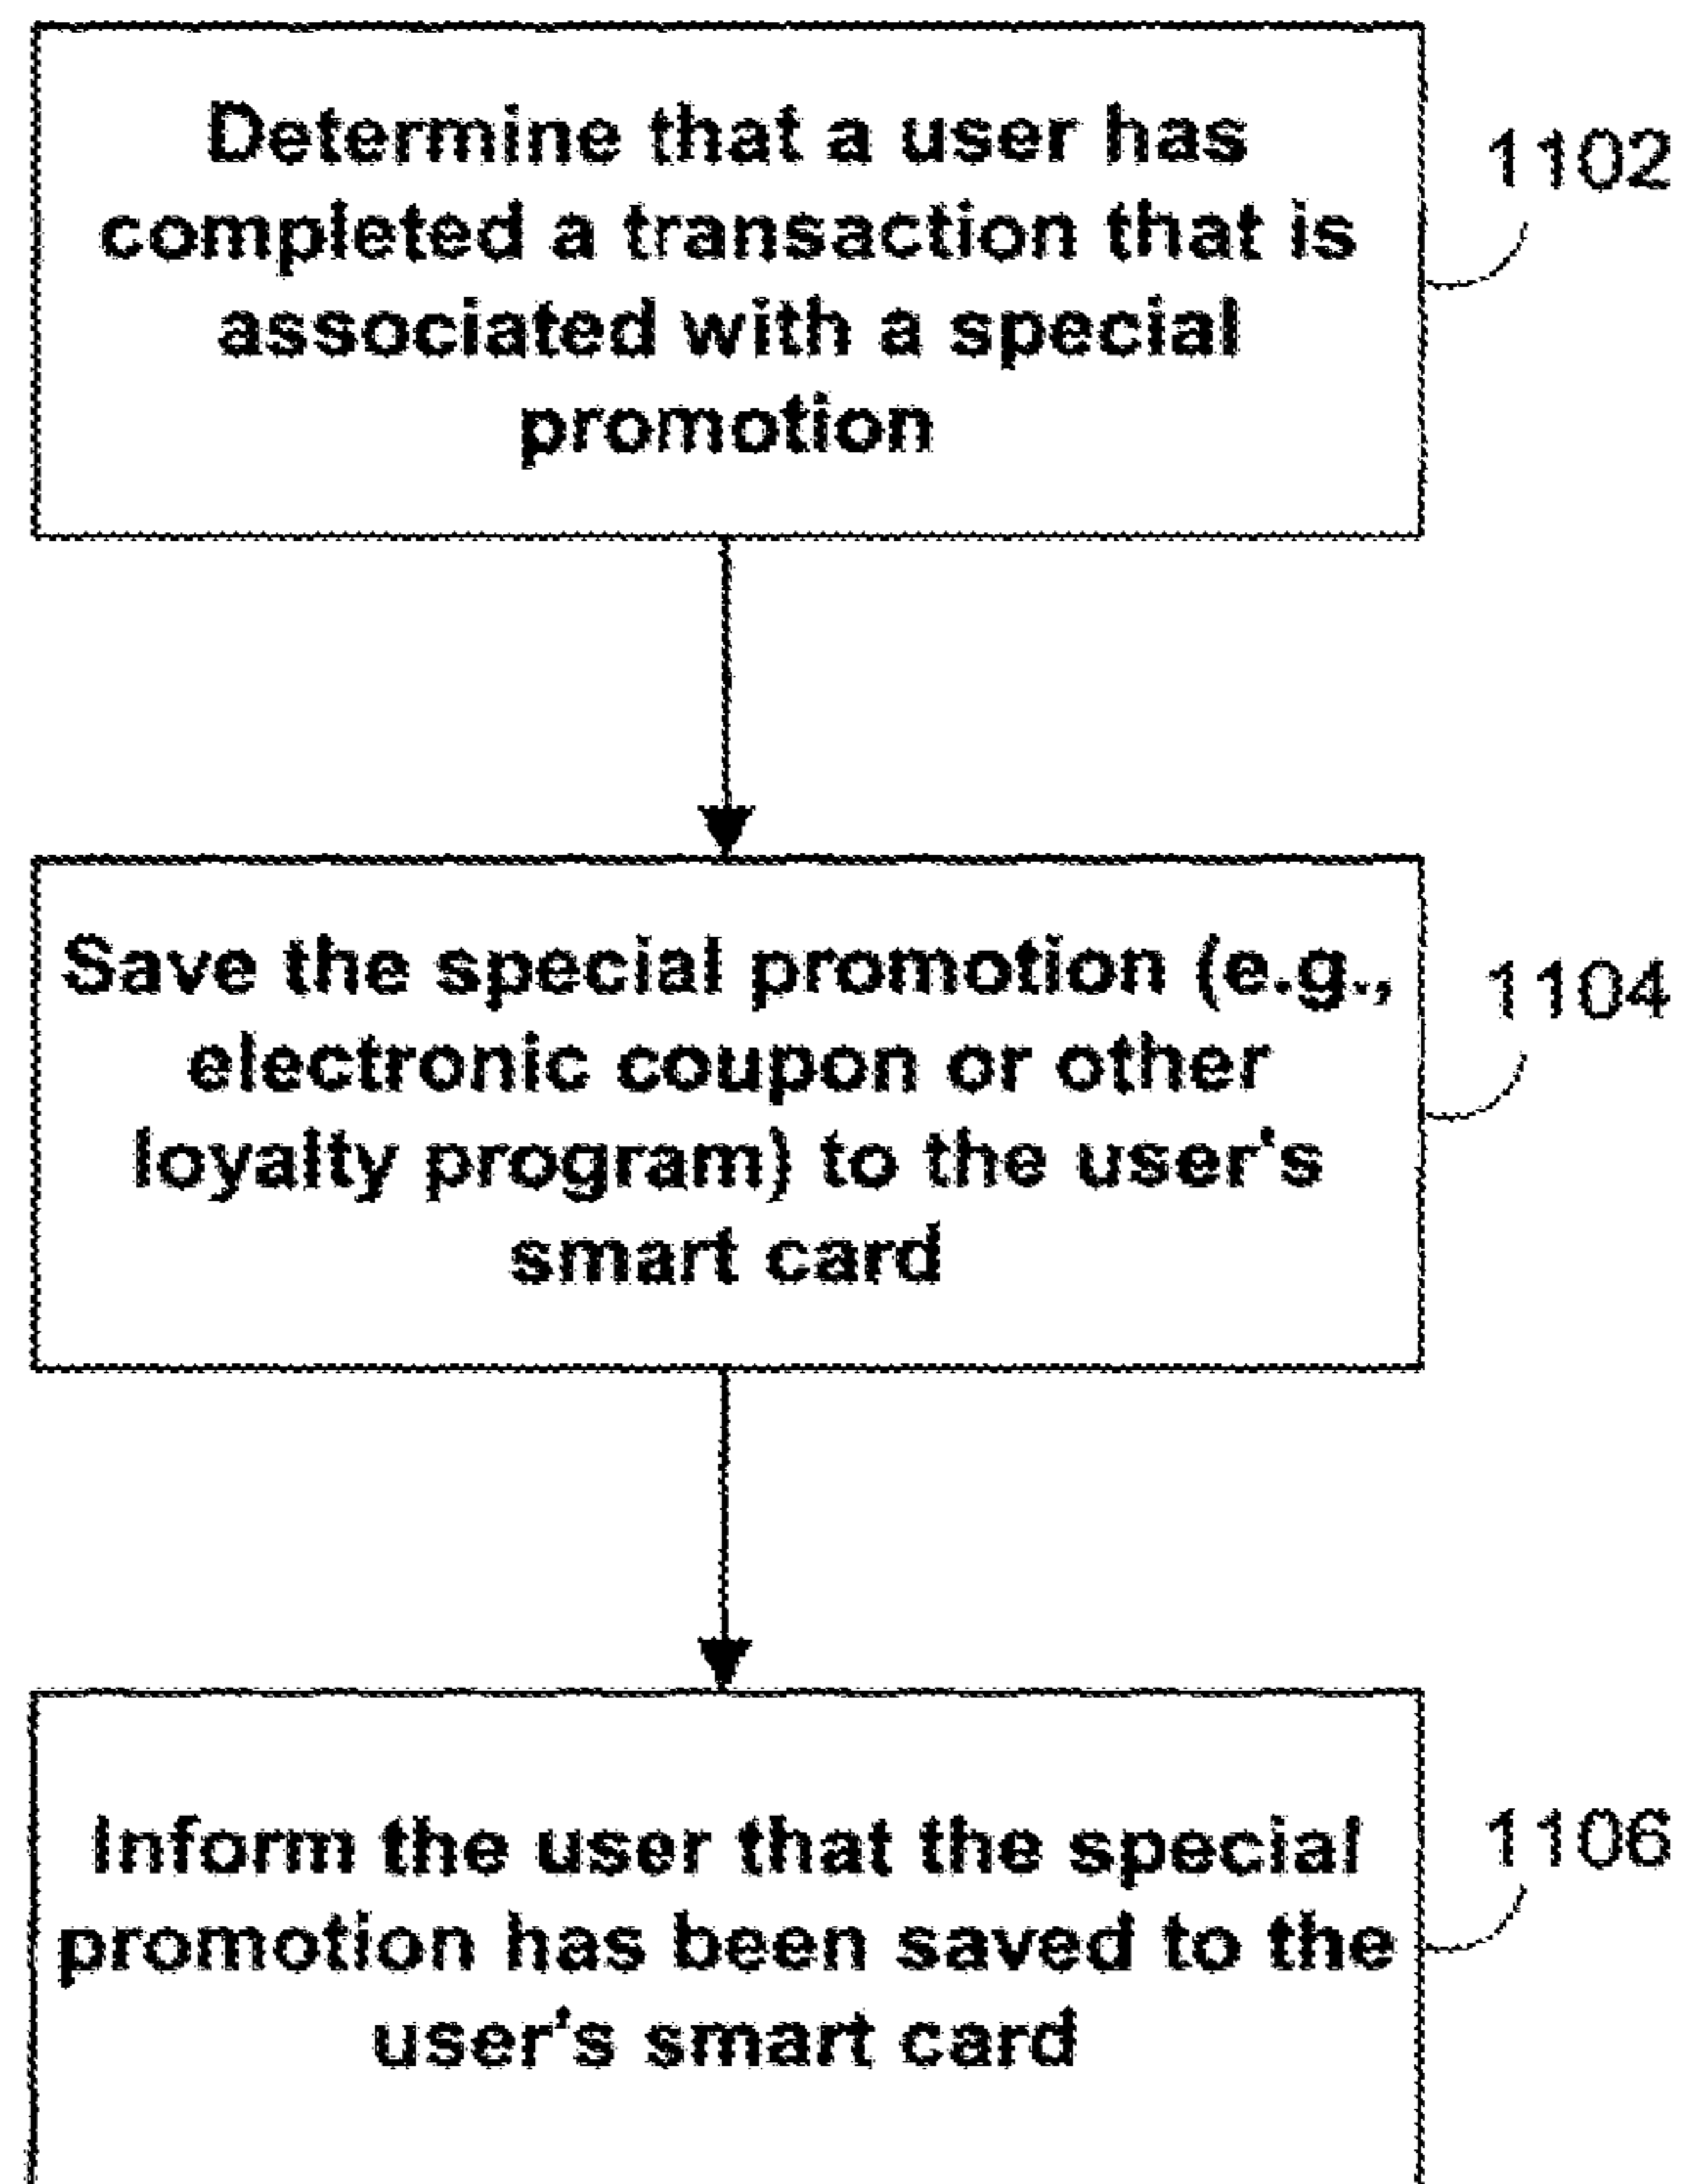 Determine that a user has
completed a transaction that is
associated with a special
promotion
1102
Save the special promotion (e.g.,
electronic coupon or other
loyalty program) to the user's
smart card
1104
Inform the user that the special
promotion has been saved to the
user's smart card
1106